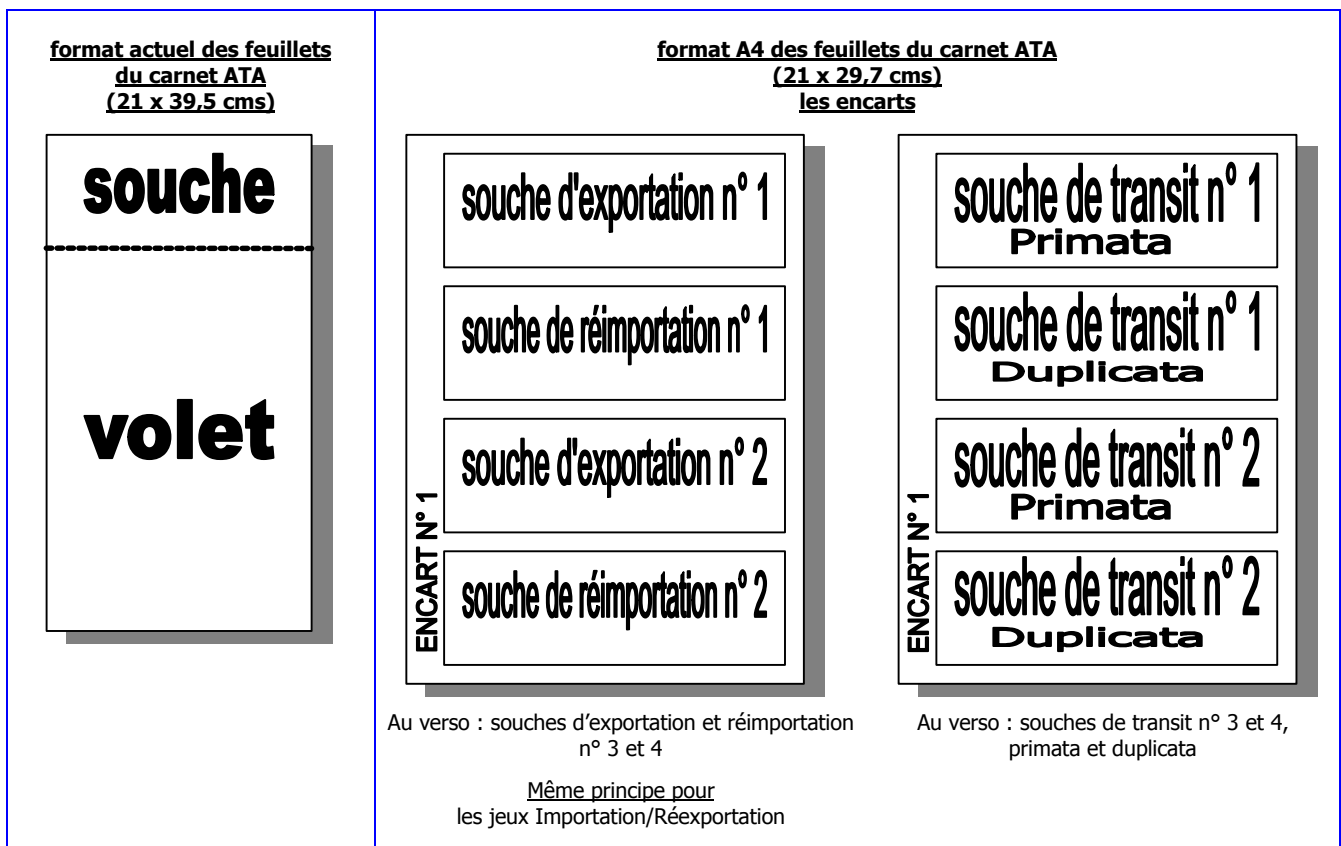 format actuel des feuillets
du carnet ATA
(21 x 39,5 cms)
souche
volet
format A4 des feuillets du carnet ATA
(21 x 29,7 cms)
les encarts
souche d'exportation n° 1
souche de réimportation n° 1
souche d'exportation n° 2
souche de réimportation n° 2
ENCART N° 1
Au verso : souches d’exportation et réimportation
n° 3 et 4
Même principe pour
les jeux Importation/Réexportation
souche de transit n° 1
Primata
souche de transit n° 1
Duplicata
souche de transit n° 2
Primata
souche de transit n° 2
Duplicata
ENCART N° 1
Au verso : souches de transit n° 3 et 4,
primata et duplicata